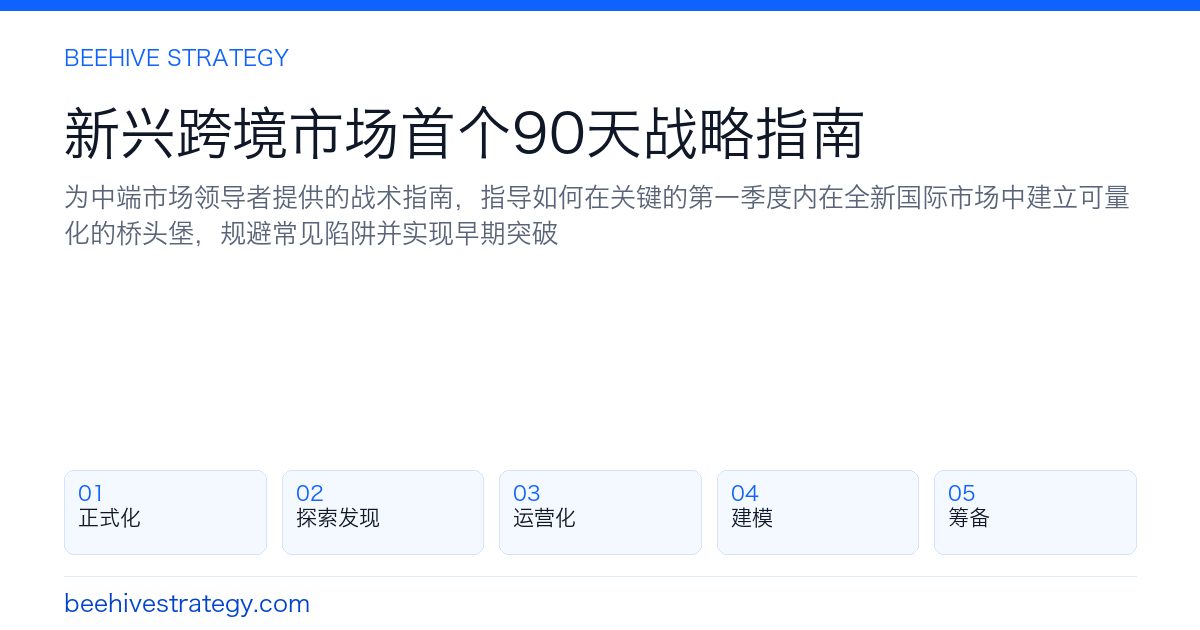 BEEHIVE STRATEGY
新兴跨境市场首个90天战略指南
为中端市场领导者提供的战术指南，指导如何在关键的第一季度内在全新国际市场中建立可量
化的桥头堡，规避常见陷阱并实现早期突破
01
正式化
02
探索发现
03
运营化
04
建模
05
筹备
beehivestrategy.com